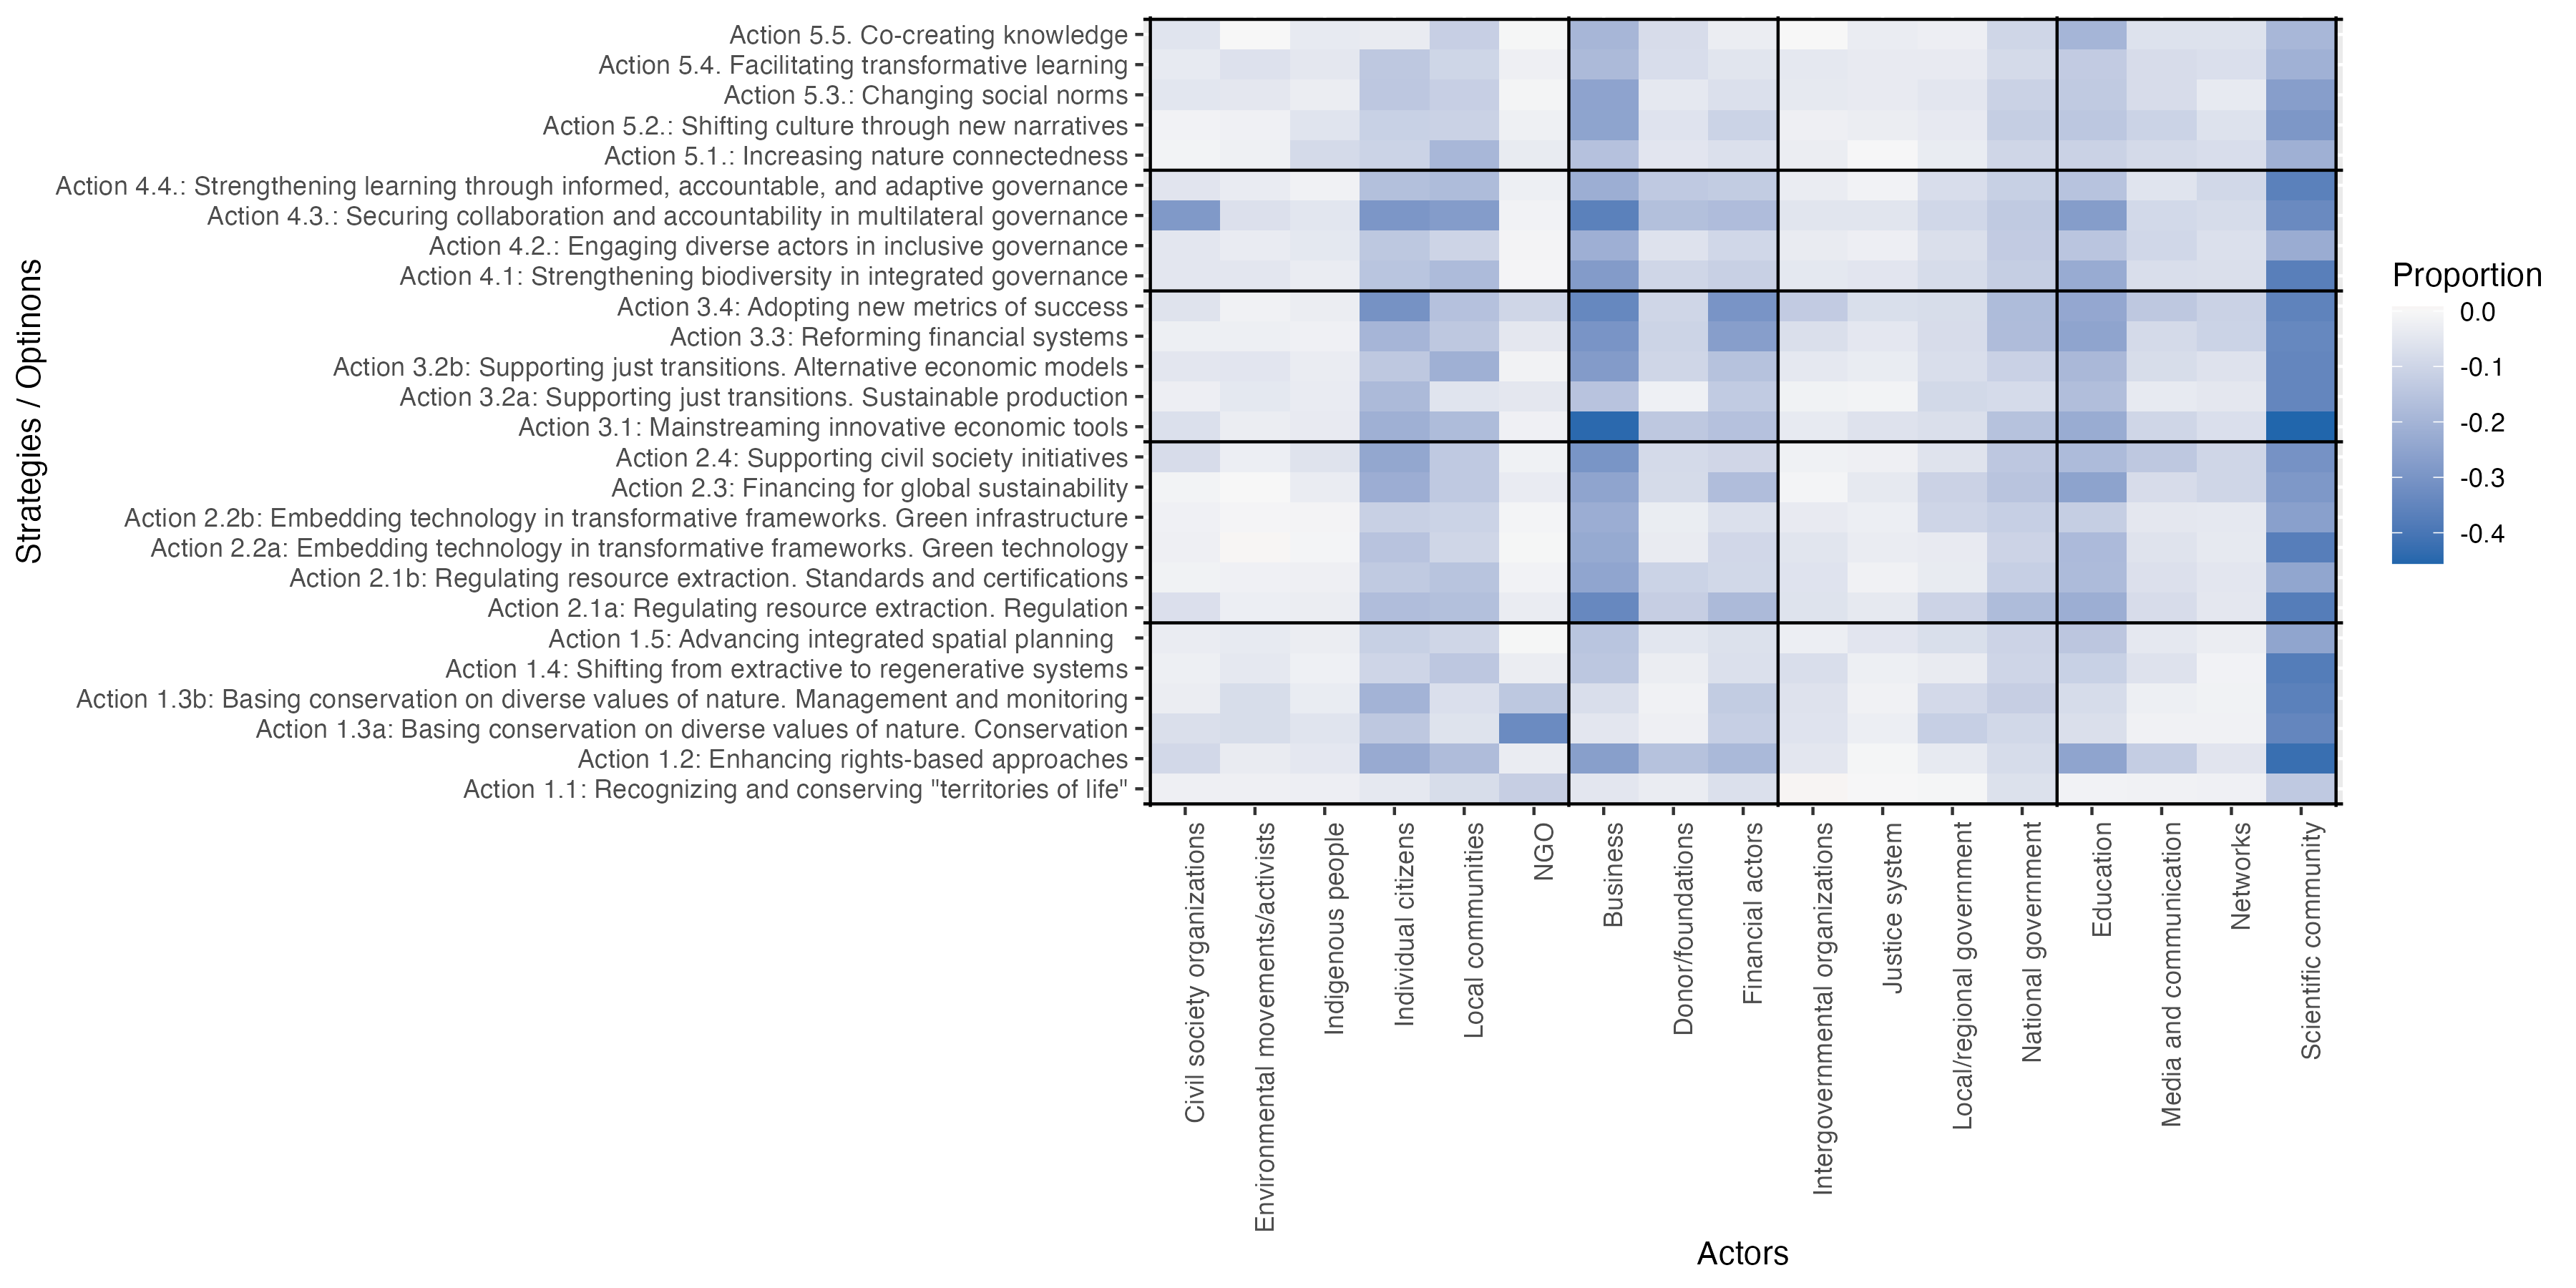 Strategies / Optinons
Action 5.5. Co-creating knowledge
Action 5.4. Facilitating transformative learning
Action 5.3.: Changing social norms
Action 5.2.: Shifting culture through new narratives
Action 5.1.: Increasing nature connectedness
Action 4.4.: Strengthening learning through informed, accountable, and adaptive governance
Action 4.3.: Securing collaboration and accountability in multilateral governance
Action 4.2.: Engaging diverse actors in inclusive governance
Action 4.1: Strengthening biodiversity in integrated governance
Action 3.4: Adopting new metrics of success
Action 3.3: Reforming financial systems
Action 3.2b: Supporting just transitions. Alternative economic models
Action 3.2a: Supporting just transitions. Sustainable production
Action 3.1: Mainstreaming innovative economic tools
Action 2.4: Supporting civil society initiatives
Action 2.3: Financing for global sustainability
Action 2.2b: Embedding technology in transformative frameworks. Green infrastructure
Action 2.2a: Embedding technology in transformative frameworks. Green technology
Action 2.1b: Regulating resource extraction. Standards and certifications
Action 2.1a: Regulating resource extraction. Regulation
Action 1.5: Advancing integrated spatial planning
Action 1.4: Shifting from extractive to regenerative systems
Action 1.3b: Basing conservation on diverse values of nature. Management and monitoring
Action 1.3a: Basing conservation on diverse values of nature. Conservation
Action 1.2: Enhancing rights-based approaches
Action 1.1: Recognizing and conserving "territories of life"
Civil society organizations
Environmental movements/activists
Indigenous people
Individual citizens
Local communities
NGO
Business
Donor/foundations
Financial actors
Intergovernmental organizations
Justice system
Local/regional government
National government
Education
Media and communication
Networks
Scientific community
Actors
Proportion
0.0
-0.1
-0.2
-0.3
-0.4